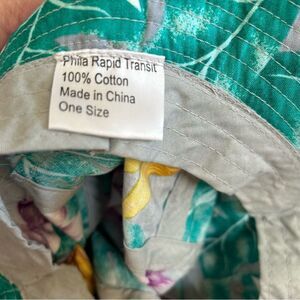 Phila Rapid Transit
100% Cotton
Made in China
One Size